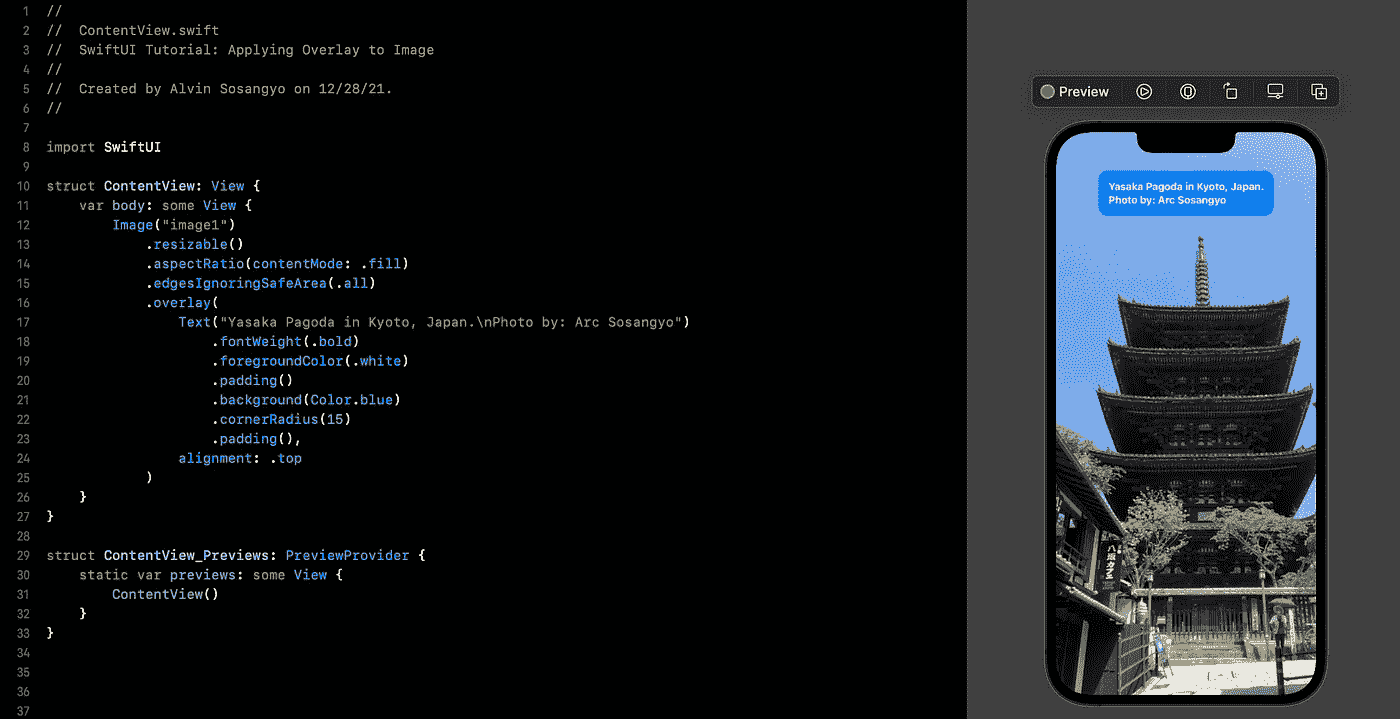 1 //
2 //  ContentView.swift
3 //  SwiftUI Tutorial: Applying Overlay to Image
4 //
5 //  Created by Alvin Sosangyo on 12/28/21.
6 //
7
8 import SwiftUI
9
10 struct ContentView: View {
11     var body: some View {
12         Image("image1")
13             .resizable()
14             .aspectRatio(contentMode: .fill)
15             .edgesIgnoringSafeArea(.all)
16             .overlay(
17                 Text("Yasaka Pagoda in Kyoto, Japan.\nPhoto by: Arc Sosangyo")
18                     .fontWeight(.bold)
19                     .foregroundColor(.white)
20                     .padding()
21                     .background(Color.blue)
22                     .cornerRadius(15)
23                     .padding(),
24                 alignment: .top
25             )
26     }
27 }
28
29 struct ContentView_Previews: PreviewProvider {
30     static var previews: some View {
31         ContentView()
32     }
33 }
34
35
36
37
Preview
Yasaka Pagoda in Kyoto, Japan.
Photo by: Arc Sosangyo